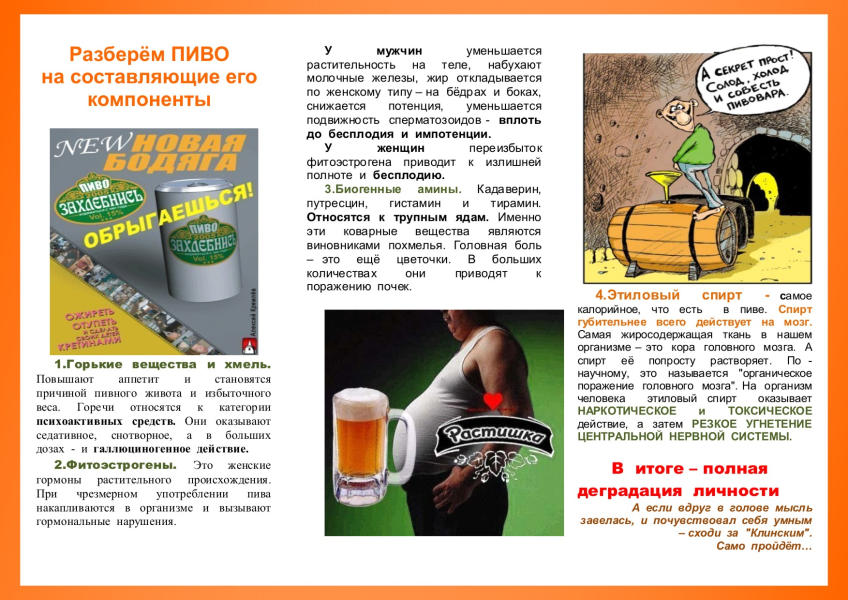 Разберём ПИВО
на составляющие его
компоненты
NEW НОВАЯ
БОДЯГА
ПИВО
ЗАХЛЕБНИСЬ
Vol. 15%
ОБРЫГАЕШЬСЯ!
ПИВО
2005
ЗАХЛЕБНИСЬ
Vol. 15%
ОЖИРЕТЬ
ОТУПЕТЬ
И СДЕЛАТЬ
СВОИХ ДЕТЕЙ
КРЕТИНАМИ
Алексей Ермолаёв
1.Горькие вещества и хмель.
Повышают аппетит и становятся
причиной пивного живота и избыточного
веса. Горечи относятся к категории
психоактивных средств. Они оказывают
седативное, снотворное, а в больших
дозах - и галлюциногенное действие.
2.Фитоэстрогены. Это женские
гормоны растительного происхождения.
При чрезмерном употреблении пива
накапливаются в организме и вызывают
гормональные нарушения.
У мужчин уменьшается
растительность на теле, набухают
молочные железы, жир откладывается
по женскому типу – на бёдрах и боках,
снижается потенция, уменьшается
подвижность сперматозоидов - вплоть
до бесплодия и импотенции.
У женщин переизбыток
фитоэстрогена приводит к излишней
полноте и бесплодию.
3.Биогенные амины. Кадаверин,
путресцин, гистамин и тирамин.
Относятся к трупным ядам. Именно
эти коварные вещества являются
виновниками похмелья. Головная боль
– это ещё цветочки. В больших
количествах они приводят к
поражению почек.
Растишка
А СЕКРЕТ ПРОСТ!
СОЛОД, ХОЛОД
И СОВЕСТЬ
ПИВОВАРА.
4.Этиловый спирт - самое
калорийное, что есть в пиве. Спирт
губительнее всего действует на мозг.
Самая жиросодержащая ткань в нашем
организме – это кора головного мозга. А
спирт её попросту растворяет. По -
научному, это называется "органическое
поражение головного мозга". На организм
человека этиловый спирт оказывает
НАРКОТИЧЕСКОЕ и ТОКСИЧЕСКОЕ
действие, а затем РЕЗКОЕ УГНЕТЕНИЕ
ЦЕНТРАЛЬНОЙ НЕРВНОЙ СИСТЕМЫ.
В итоге – полная
деградация личности
А если вдруг в голове мысль
завелась, и почувствовал себя умным
– сходи за "Клинским".
Само пройдёт…